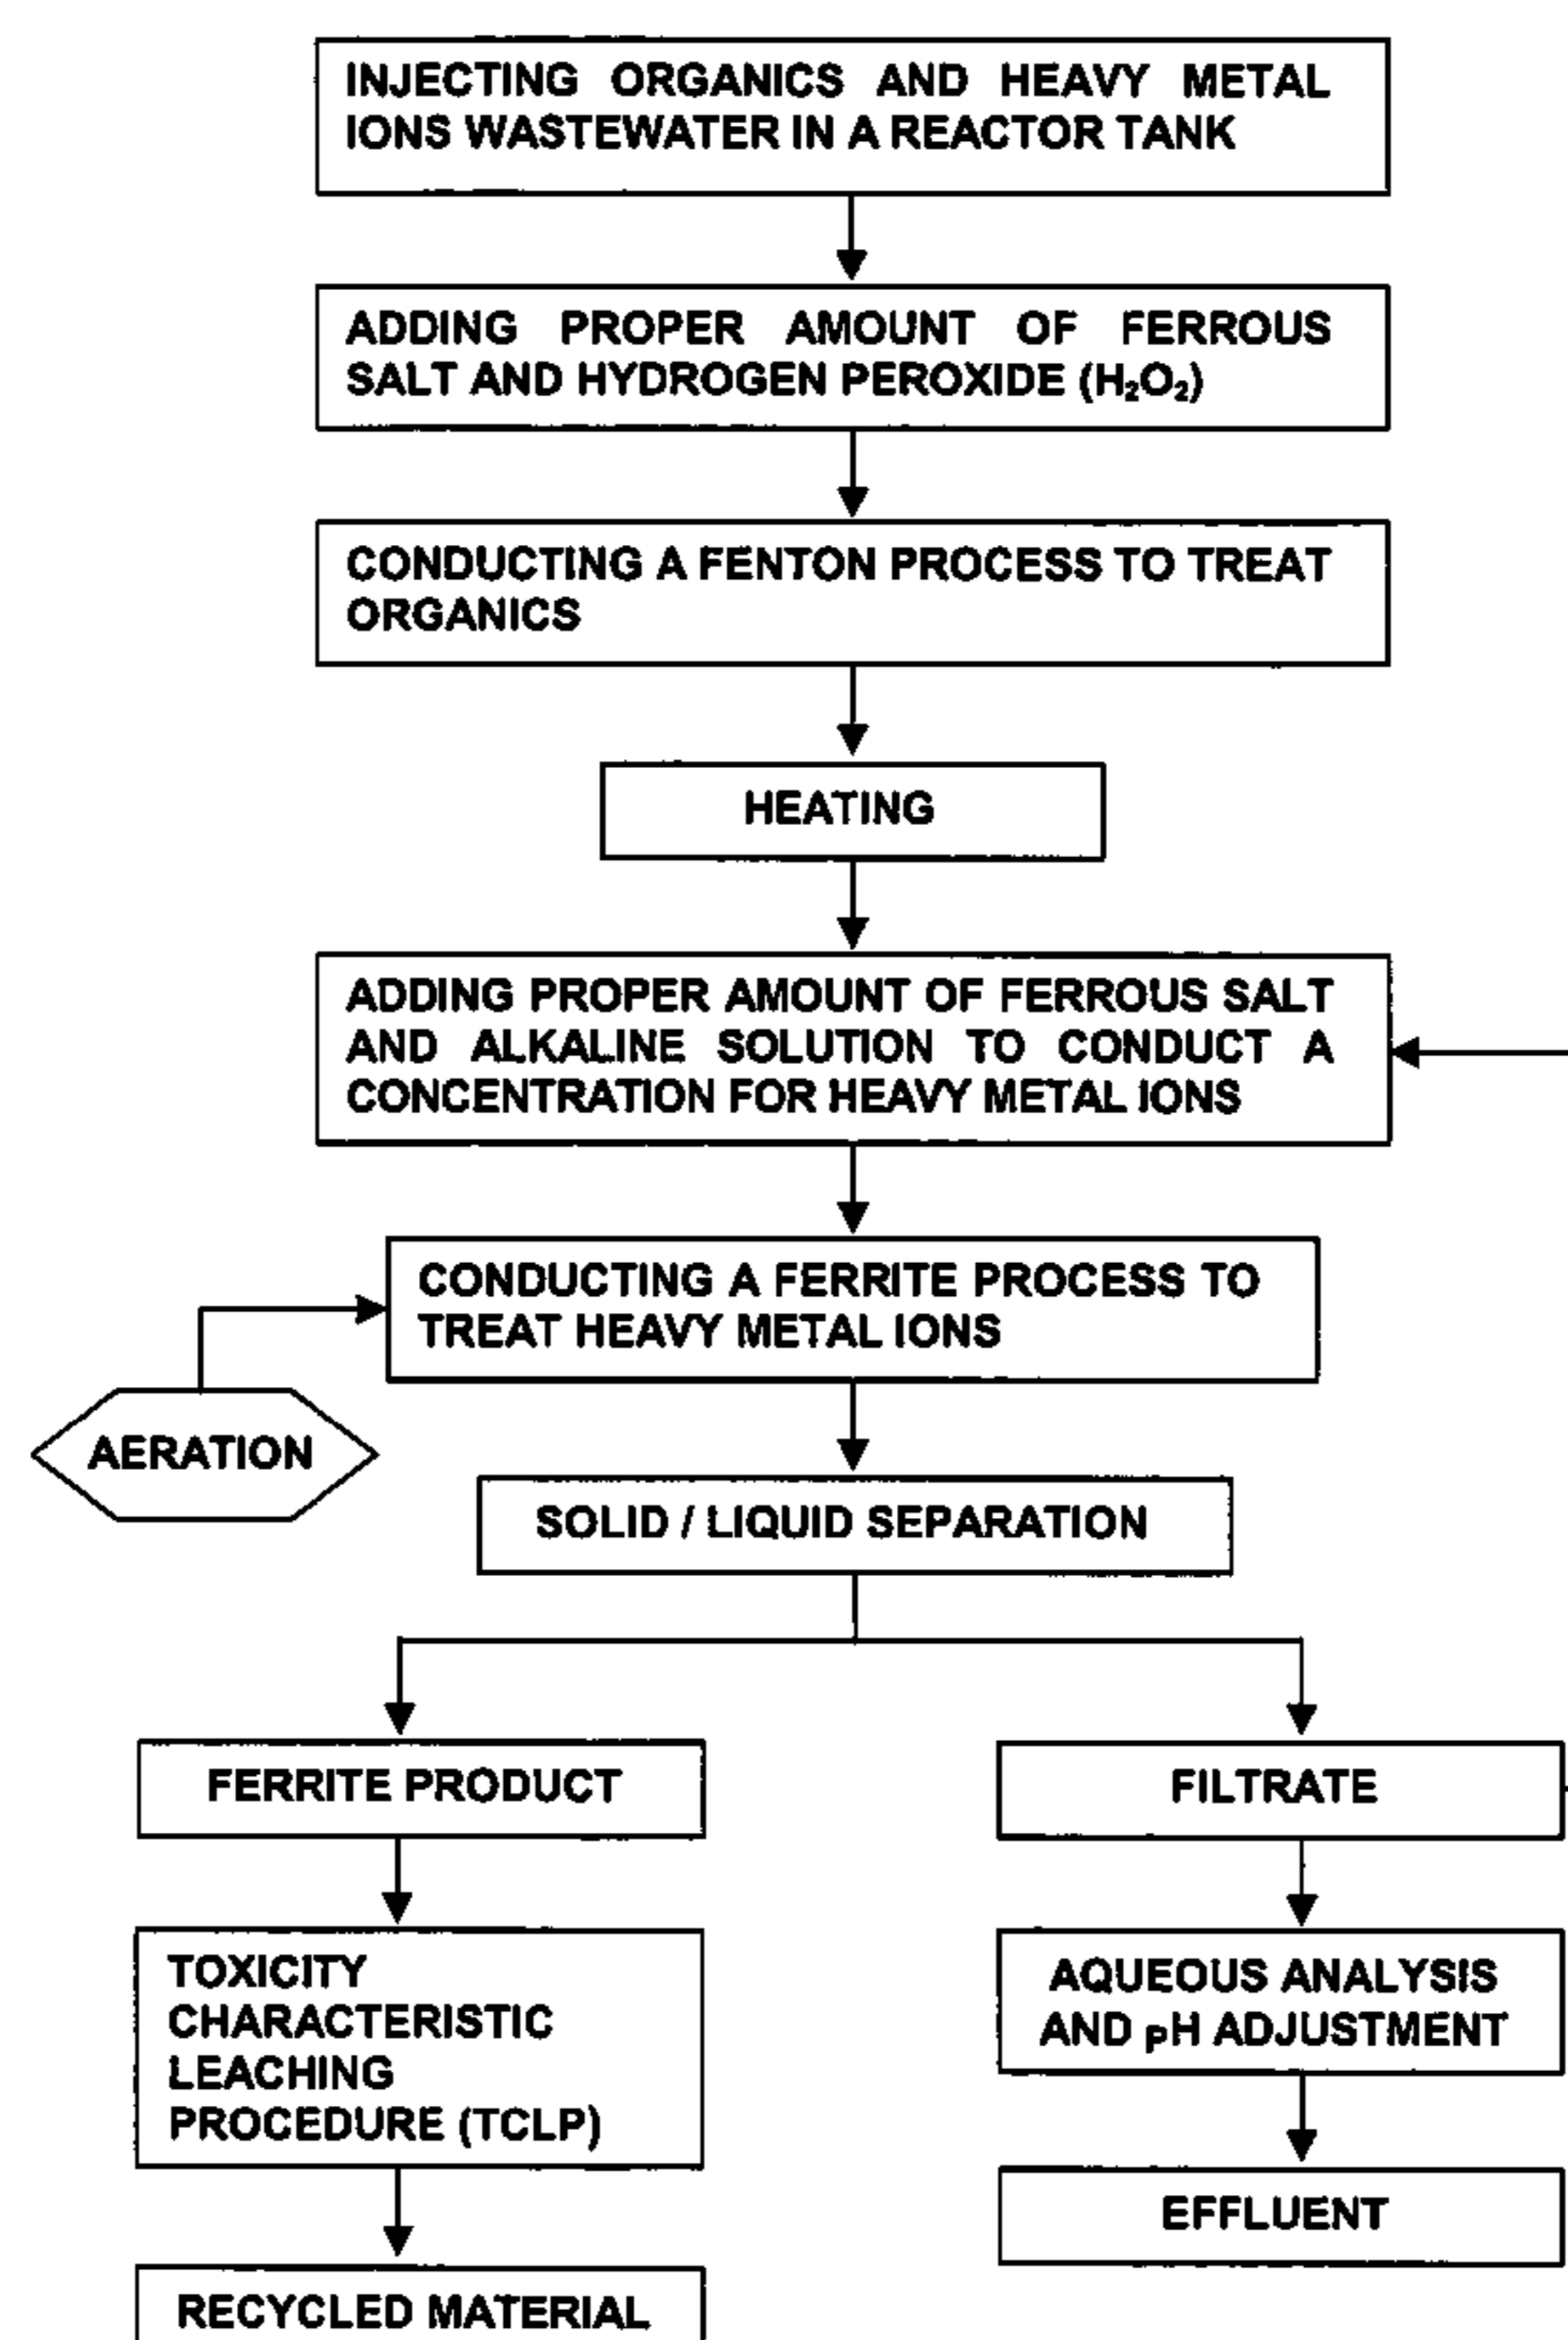 INJECTING ORGANICS AND HEAVY METAL
IONS WASTEWATER IN A REACTOR TANK
ADDING PROPER AMOUNT OF FERROUS
SALT AND HYDROGEN PEROXIDE (H₂O₂)
CONDUCTING A FENTON PROCESS TO TREAT
ORGANICS
HEATING
ADDING PROPER AMOUNT OF FERROUS SALT
AND ALKALINE SOLUTION TO CONDUCT A
CONCENTRATION FOR HEAVY METAL IONS
CONDUCTING A FERRITE PROCESS TO
TREAT HEAVY METAL IONS
AERATION
SOLID / LIQUID SEPARATION
FERRITE PRODUCT
TOXICITY
CHARACTERISTIC
LEACHING
PROCEDURE (TCLP)
RECYCLED MATERIAL
FILTRATE
AQUEOUS ANALYSIS
AND pH ADJUSTMENT
EFFLUENT